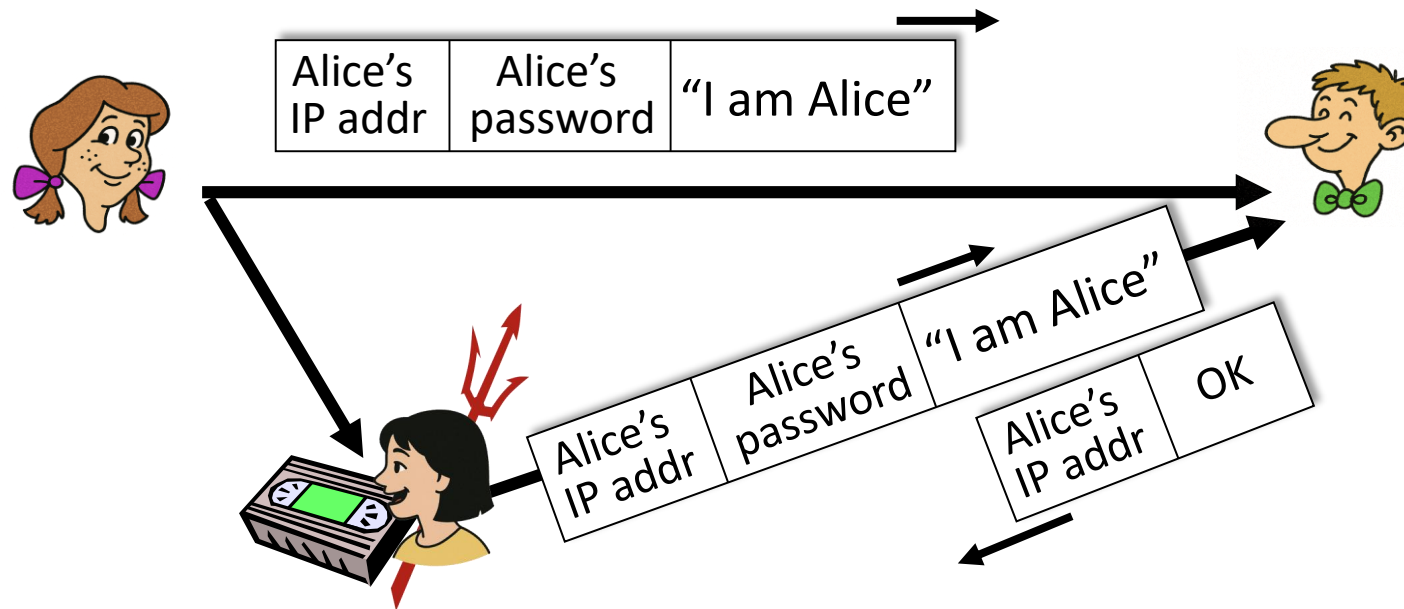 Alice’s
IP addr
Alice’s
password
“I am Alice”
Alice’s
IP addr
Alice’s
password
“I am Alice”
Alice’s
IP addr
OK